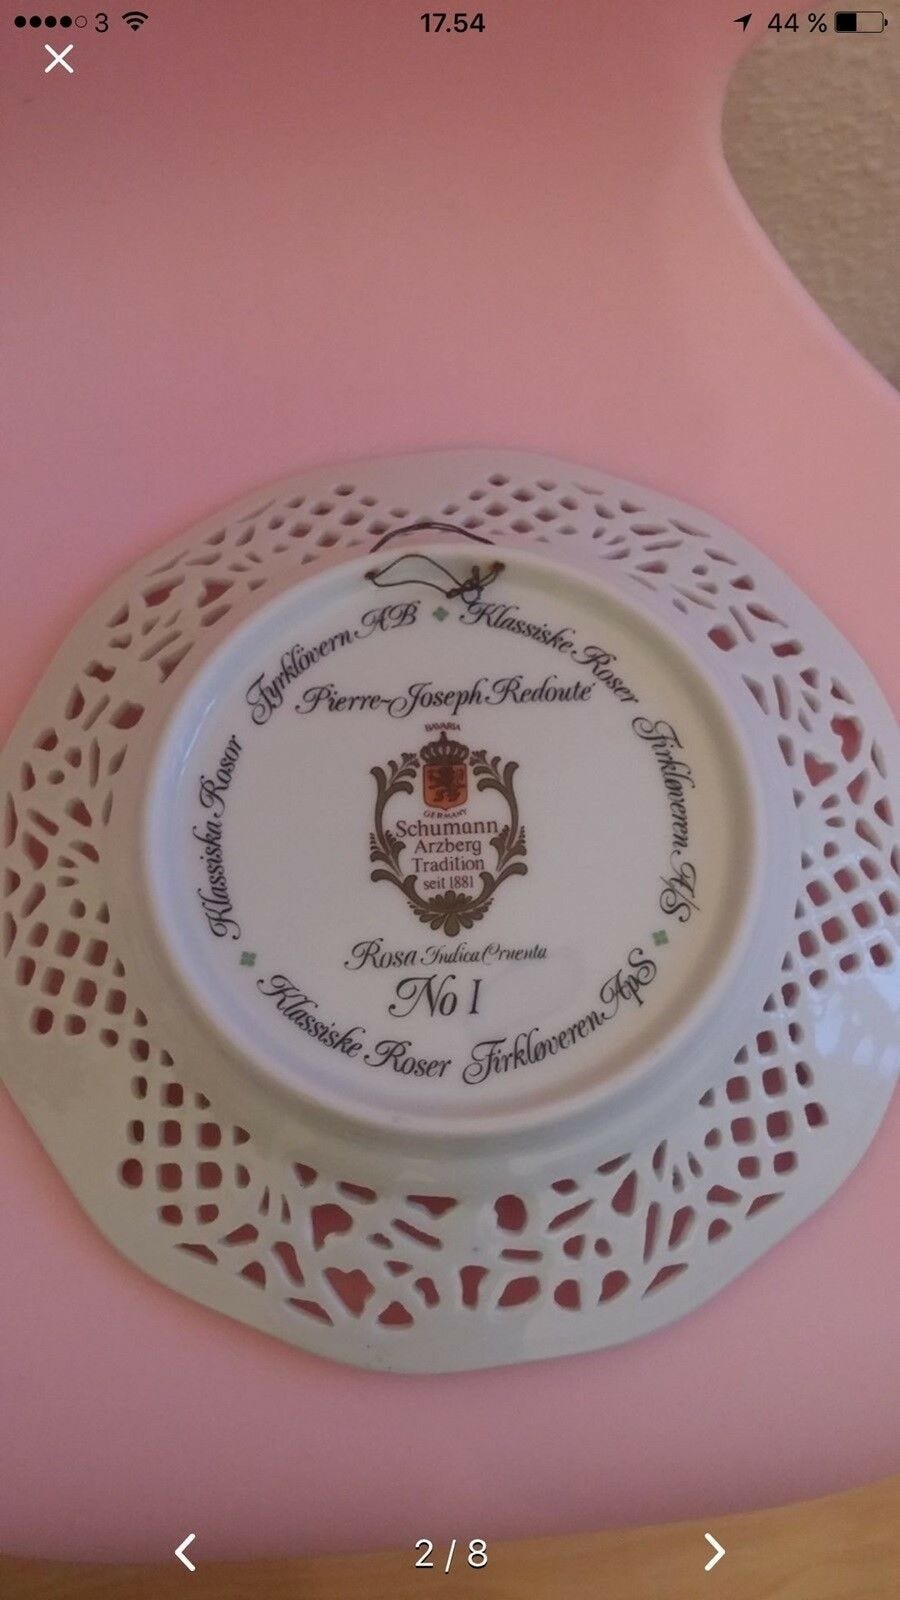 3
17.54
44 %
Fyrklövern AB
Klassiske Roser
Firkløveren A/S
Firkløveren ApS
Klassiske Roser
Klassiska Rosor
Pierre-Joseph Redouté
BAVARIA
GERMANY
Schumann
Arzberg
Tradition
seit 1881
Rosa Indica Cruenta
No I
2 / 8